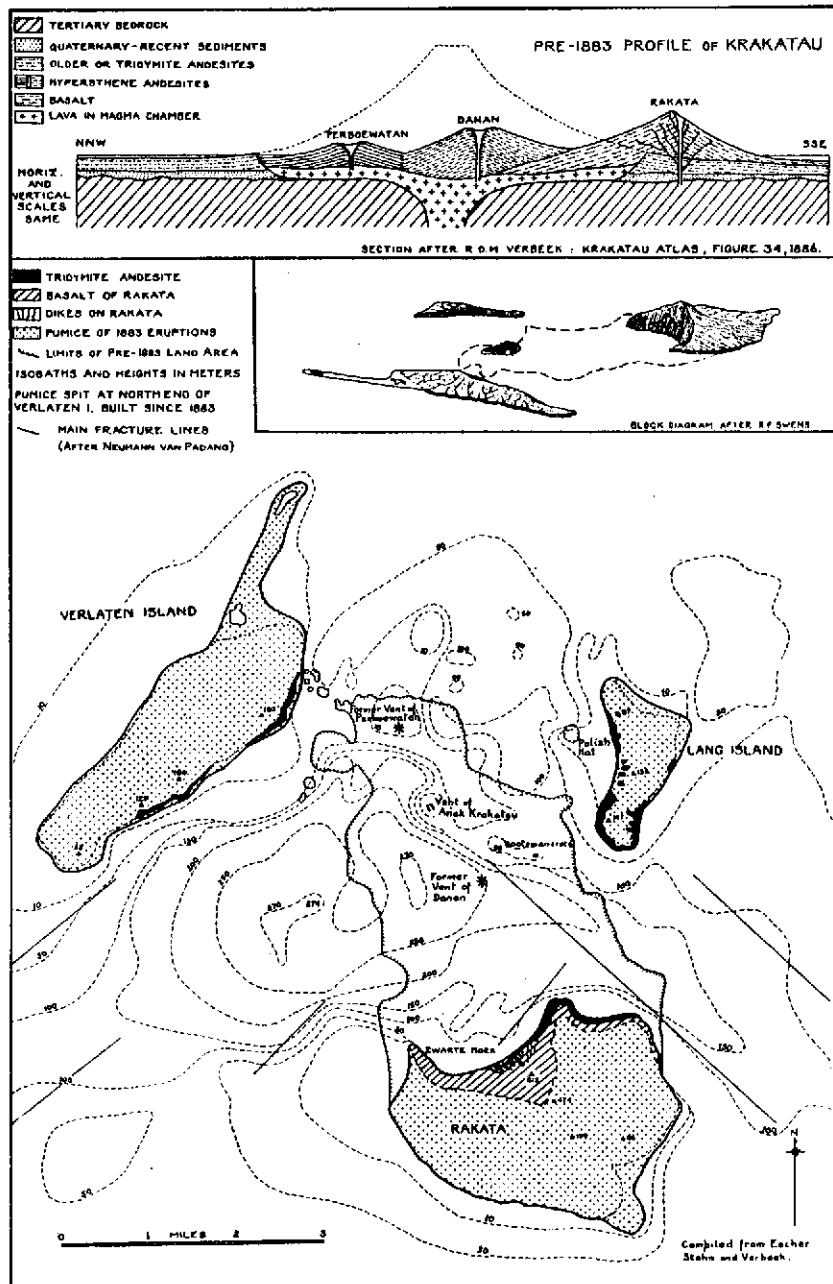 TERTIARY BEDROCK
QUATERNARY-RECENT SEDIMENTS
OLDER OR TRIDYMITE ANDESITES
HYPERSTHENE ANDESITES
BASALT
LAVA IN MAGMA CHAMBER
PRE-1883 PROFILE OF KRAKATAU
RAKATA
DANAN
PERBOEWATAN
NNW
SSE
HORIZ.
AND
VERTICAL
SCALES
SAME
SECTION AFTER R.D.M. VERBEEK : KRAKATAU ATLAS, FIGURE 34, 1886.
TRIDYMITE ANDESITE
BASALT OF RAKATA
DIKES ON RAKATA
PUMICE OF 1883 ERUPTIONS
LIMITS OF PRE-1883 LAND AREA
ISOBATHS AND HEIGHTS IN METERS
PUMICE SPIT AT NORTH END OF
VERLATEN I. BUILT SINCE 1883
MAIN FRACTURE LINES
(AFTER NEUMANN VAN PADANG)
BLOCK DIAGRAM AFTER
VERLATEN ISLAND
Former Vent of
Perboewatan
Polish
Hat
LANG ISLAND
Vent of
Anak Krakatau
Bootsmansrots
Former
Vent of
Danan
ZWARTE HOEK
RAKATA
N
0 1 2 3
MILES
Compiled from Escher
Stehn and Verbeek.